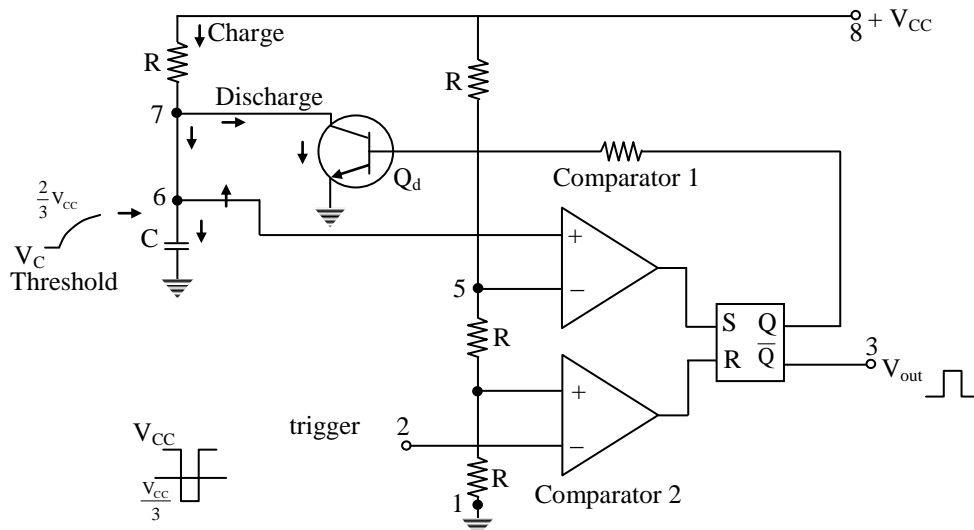 Charge
8 + V_CC
R
R
Discharge
7
Q_d
Comparator 1
2/3 V_CC
6
C
V_C
Threshold
+
5
−
S Q
R
R Q̅
3
V_out
+
trigger
2
−
V_CC
V_CC/3
R
1
Comparator 2